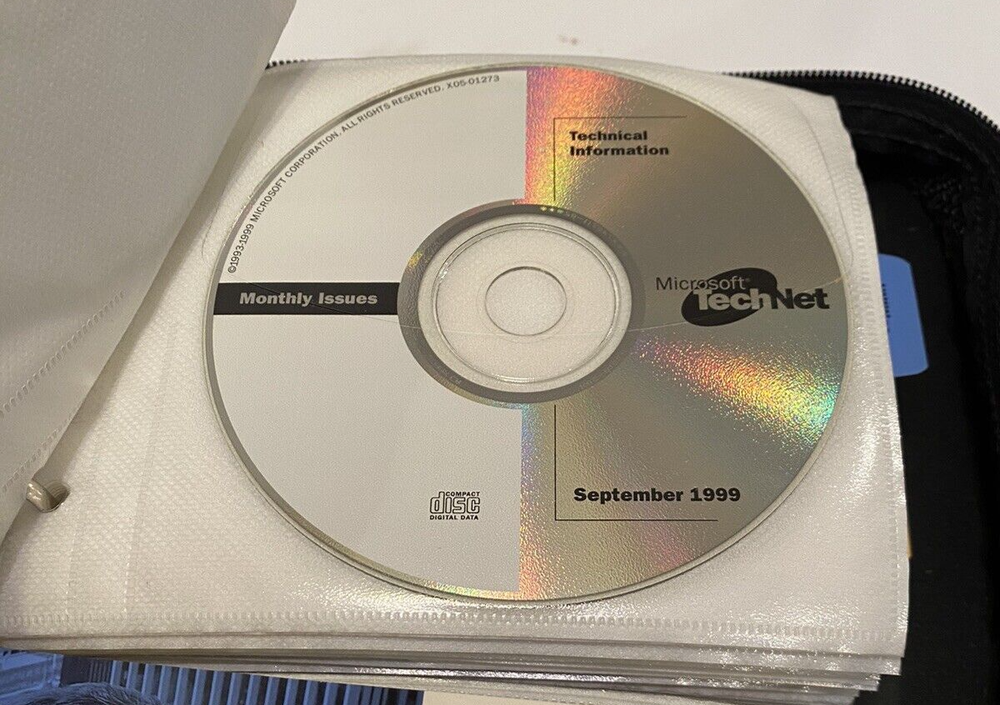 ©1993-1999 MICROSOFT CORPORATION. ALL RIGHTS RESERVED. X05-01273
Technical
Information
Monthly Issues
Microsoft®
TechNet
COMPACT
disc
DIGITAL DATA
September 1999